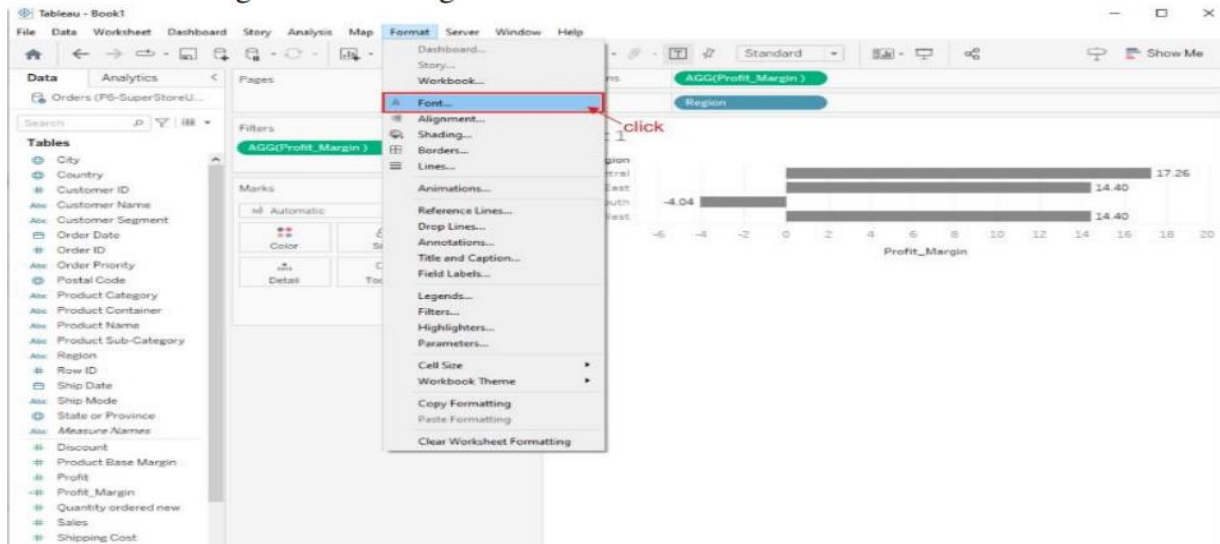 Tableau - Book1
File Data Worksheet Dashboard Story Analysis Map Format Server Window Help
Standard
Show Me
Data Analytics
Orders (P6-SuperStoreU...
Search
Tables
City
Country
Customer ID
Customer Name
Customer Segment
Order Date
Order ID
Order Priority
Postal Code
Product Category
Product Container
Product Name
Product Sub-Category
Region
Row ID
Ship Date
Ship Mode
State or Province
Measure Names
Discount
Product Base Margin
Profit
Profit_Margin
Quantity ordered new
Sales
Shipping Cost
Pages
Filters
AGG(Profit_Margin )
Marks
Automatic
Color
Detail
Dashboard...
Story...
Workbook...
Font...
Alignment...
Shading...
Borders...
Lines...
Animations...
Reference Lines...
Drop Lines...
Annotations...
Title and Caption...
Field Labels...
Legends...
Filters...
Highlighters...
Parameters...
Cell Size
Workbook Theme
Copy Formatting
Paste Formatting
Clear Worksheet Formatting
click
AGG(Profit_Margin )
Region
17.26
14.40
-4.04
14.40
-6 -4 -2 0 2 4 6 8 10 12 14 16 18 20
Profit_Margin